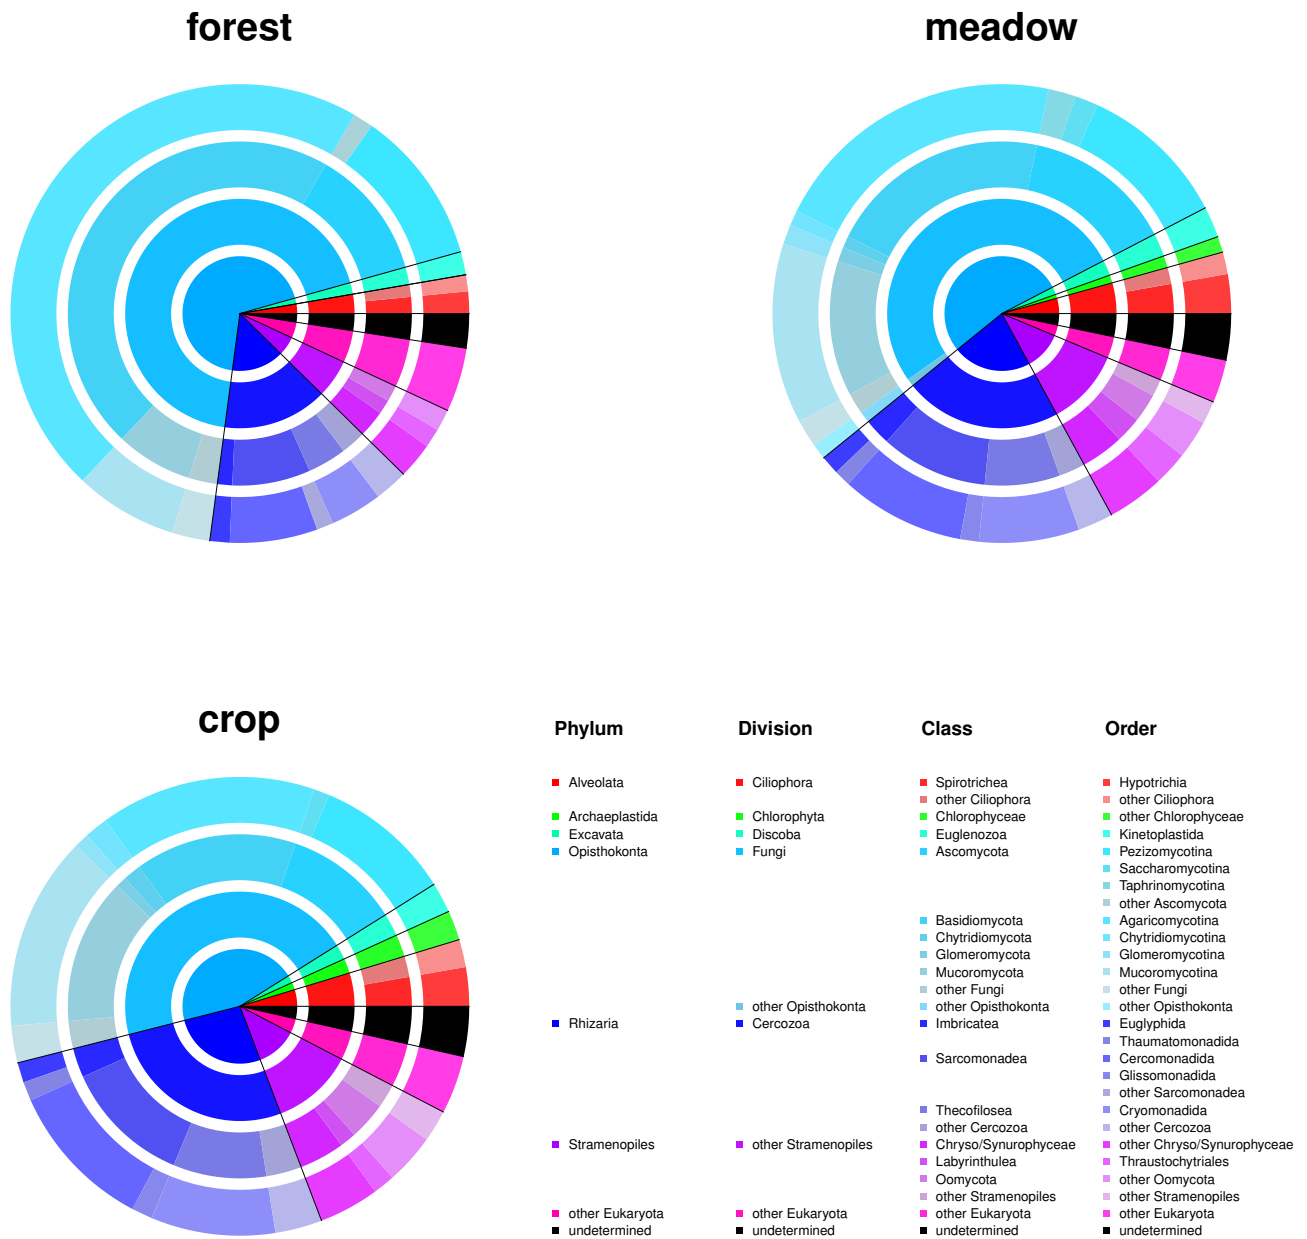 forest
meadow
crop
Phylum Division Class Order
Alveolata Ciliophora Spirotrichea Hypotrichia
other Ciliophora other Ciliophora
Archaeplastida Chlorophyta Chlorophyceae other Chlorophyceae
Excavata Discoba Euglenozoa Kinetoplastida
Opisthokonta Fungi Ascomycota Pezizomycotina
Saccharomycotina
Taphrinomycotina
other Ascomycota
Basidiomycota Agaricomycotina
Chytridiomycota Chytridiomycotina
Glomeromycota Glomeromycotina
Mucoromycota Mucoromycotina
other Fungi other Fungi
other Opisthokonta other Opisthokonta other Opisthokonta
Rhizaria Cercozoa Imbricatea Euglyphida
Thaumatomonadida
Sarcomonadea Cercomonadida
Glissomonadida
other Sarcomonadea
Thecofilosea Cryomonadida
other Cercozoa other Cercozoa
Stramenopiles other Stramenopiles Chryso/Synurophyceae other Chryso/Synurophyceae
Labyrinthulea Thraustochytriales
Oomycota other Oomycota
other Stramenopiles other Stramenopiles
other Eukaryota other Eukaryota other Eukaryota other Eukaryota
undetermined undetermined undetermined undetermined